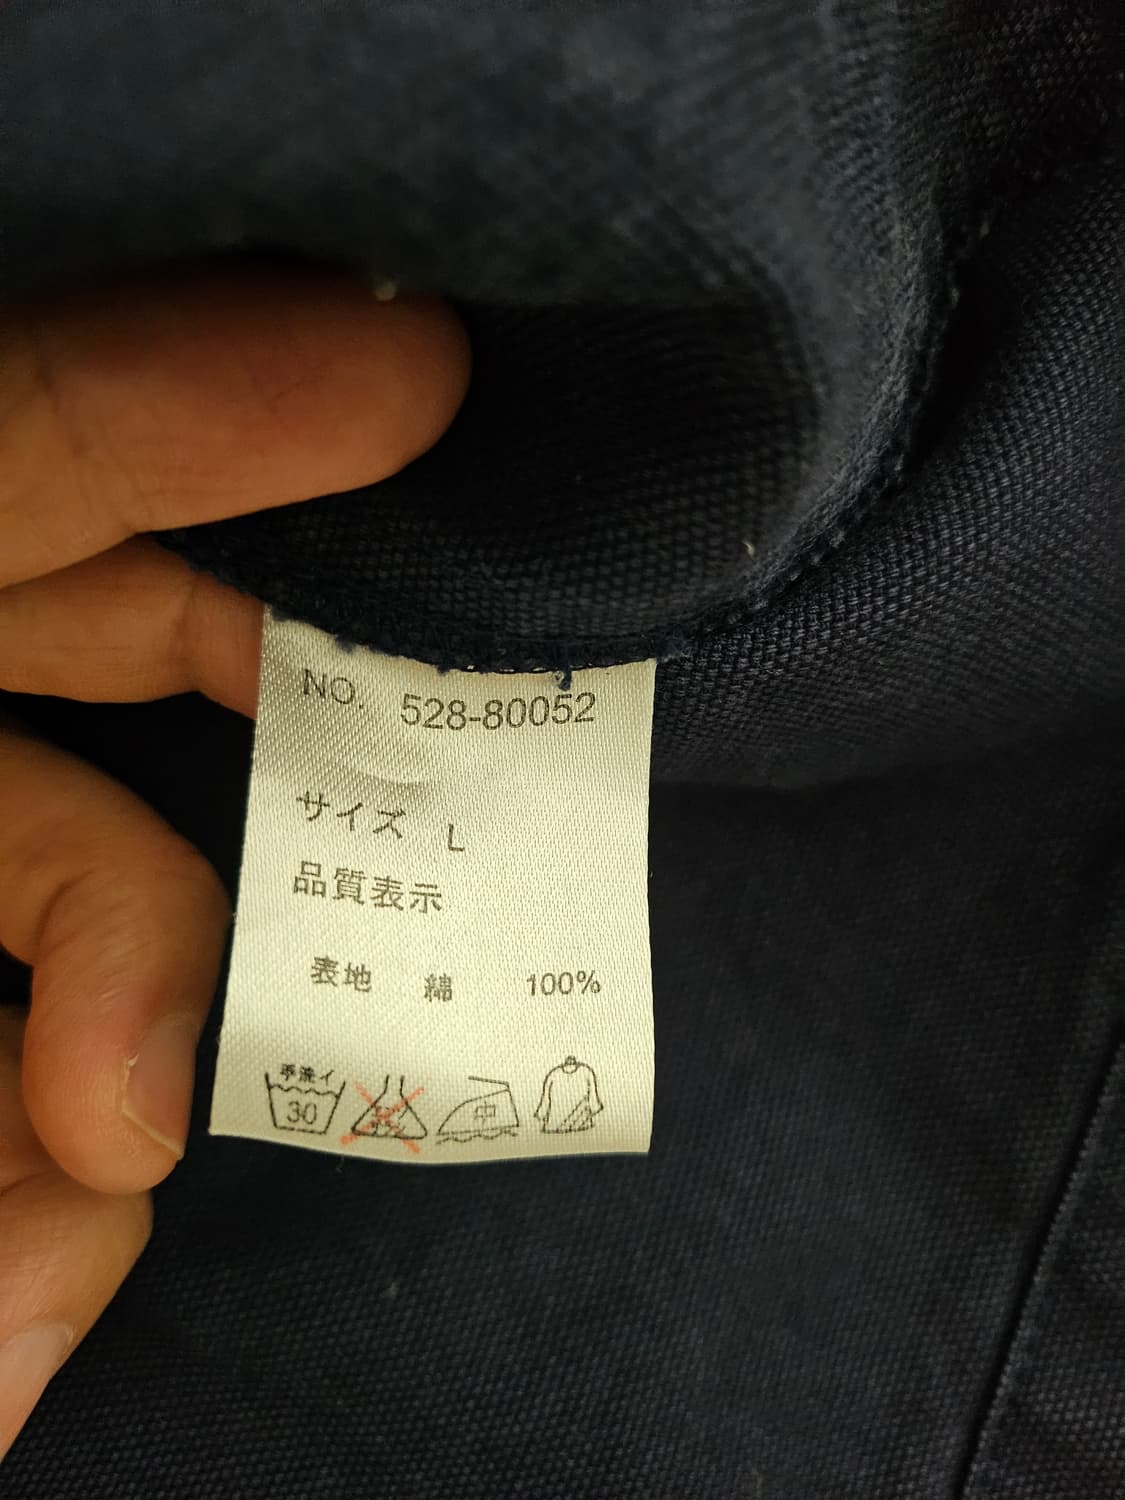 NO. 528-80052
サイズ L
品質表示
表地 綿 100%
手洗イ
30 中